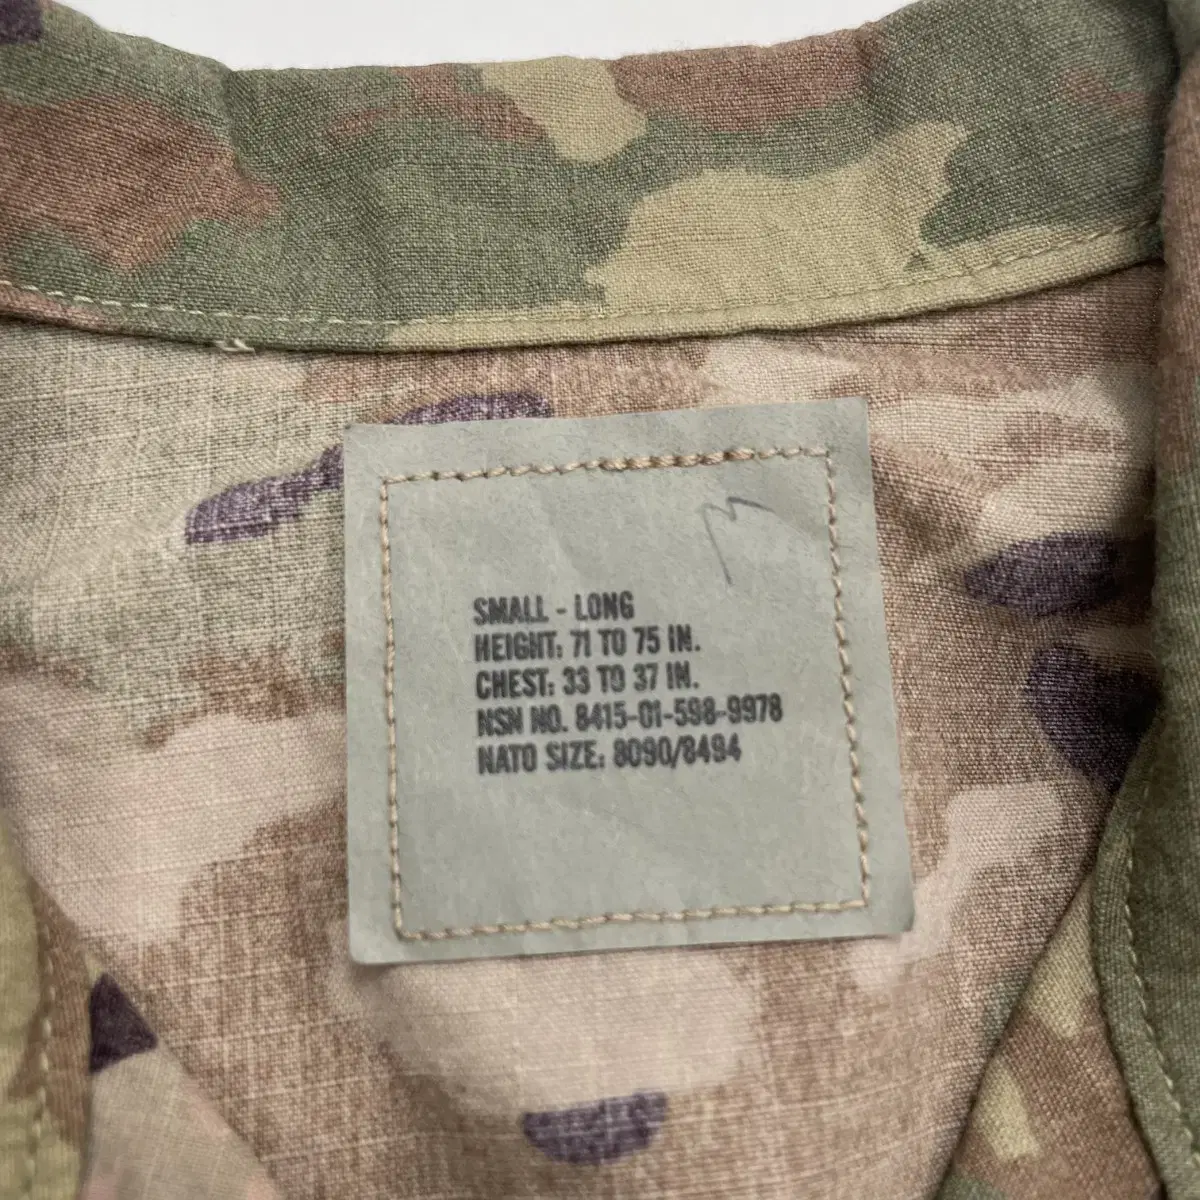 SMALL - LONG
HEIGHT: 71 TO 75 IN.
CHEST: 33 TO 37 IN.
NSN NO. 8415-01-598-9978
NATO SIZE: 8090/8494